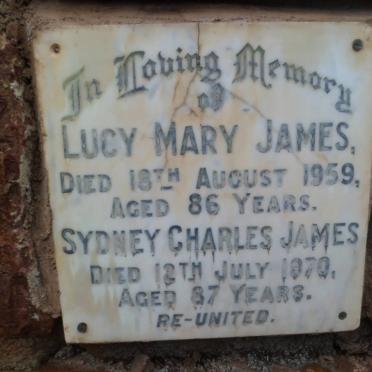 In Loving Memory
of
LUCY MARY JAMES,
DIED 18TH AUGUST 1959,
AGED 86 YEARS.
SYDNEY CHARLES JAMES
DIED 12TH JULY 1970,
AGED 87 YEARS.
RE-UNITED.